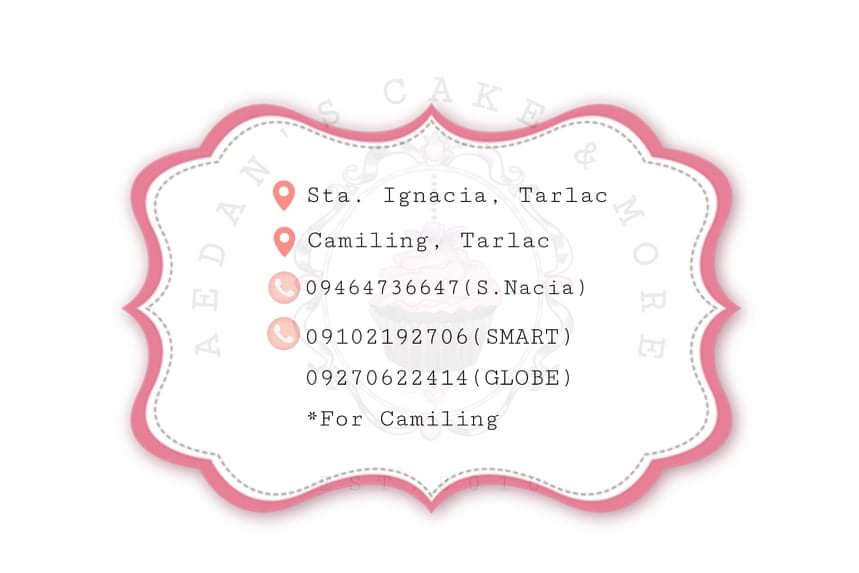 AEDAN'S CAKE & MORE
Sta. Ignacia, Tarlac
Camiling, Tarlac
09464736647(S.Nacia)
09102192706(SMART)
09270622414(GLOBE)
*For Camiling